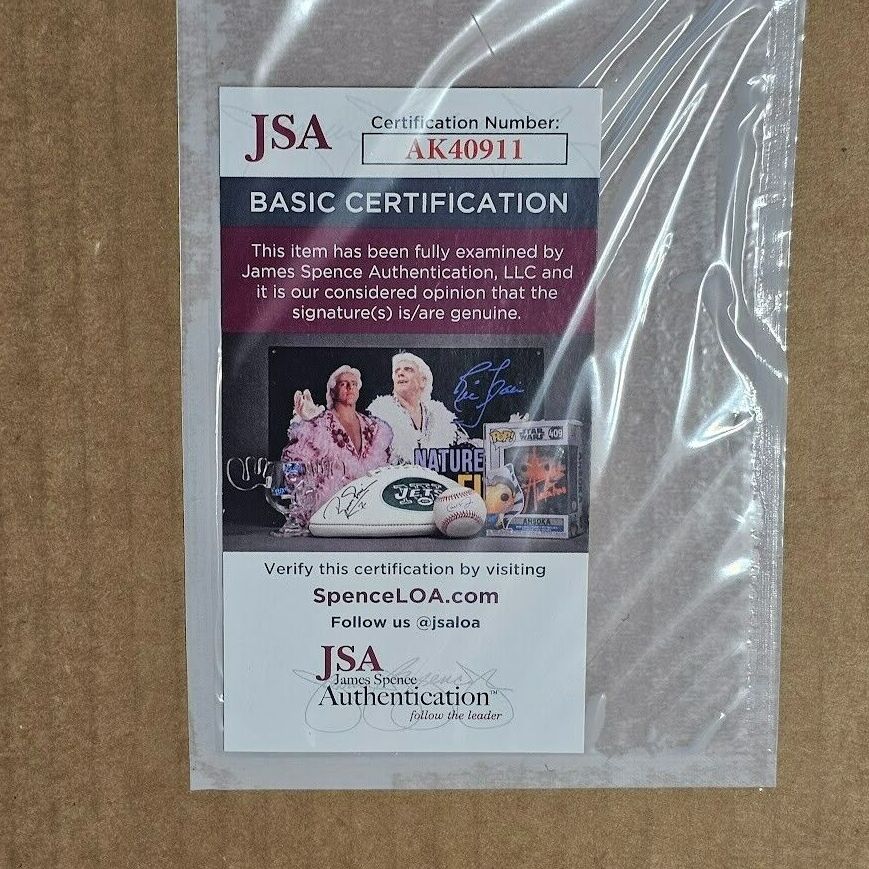 JSA
Certification Number:
AK40911
BASIC CERTIFICATION
This item has been fully examined by
James Spence Authentication, LLC and
it is our considered opinion that the
signature(s) is/are genuine.
NATURE
JETS
POP!
STAR
WARS
409
AHSOKA
Verify this certification by visiting
SpenceLOA.com
Follow us @jsaloa
JSA
James Spence
Authentication™
follow the leader